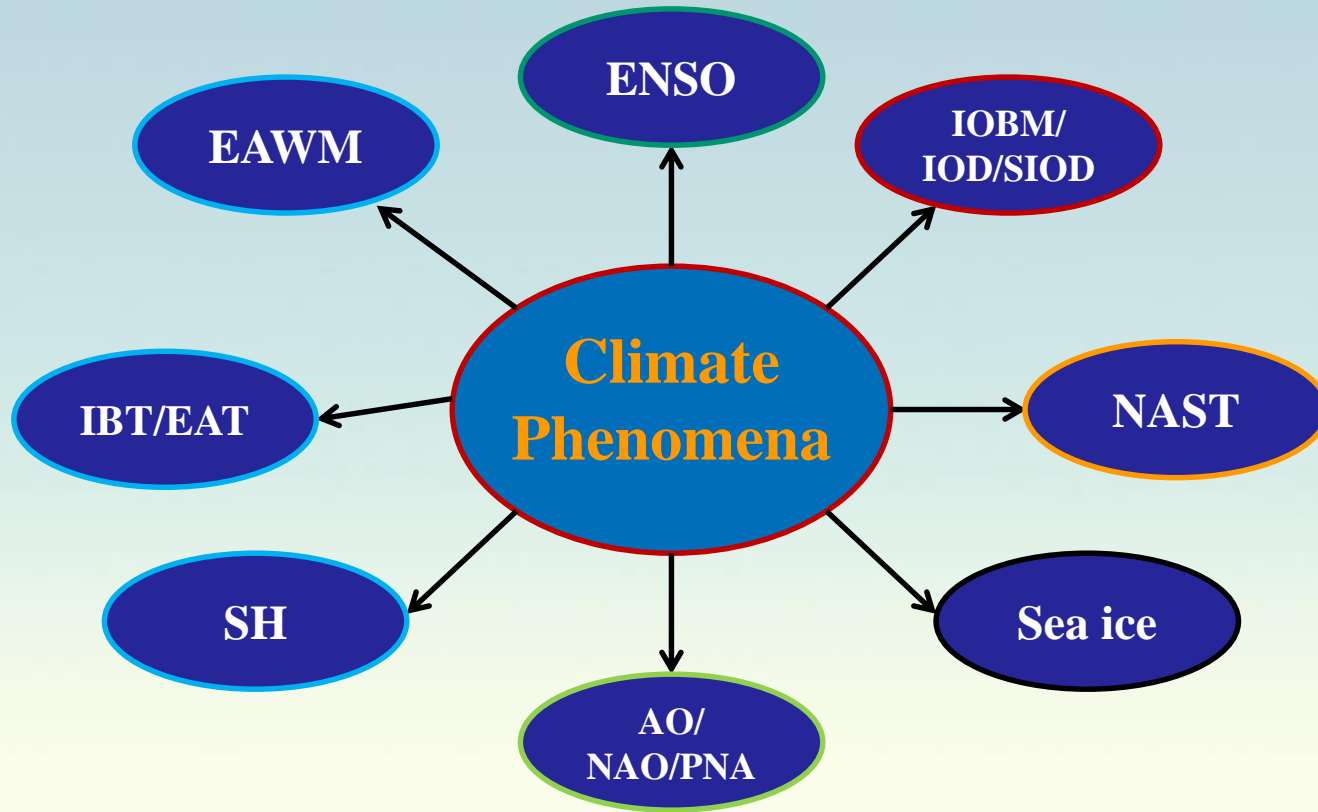 ENSO
EAWM
IOBM/
IOD/SIOD
Climate
Phenomena
IBT/EAT
NAST
SH
Sea ice
AO/
NAO/PNA